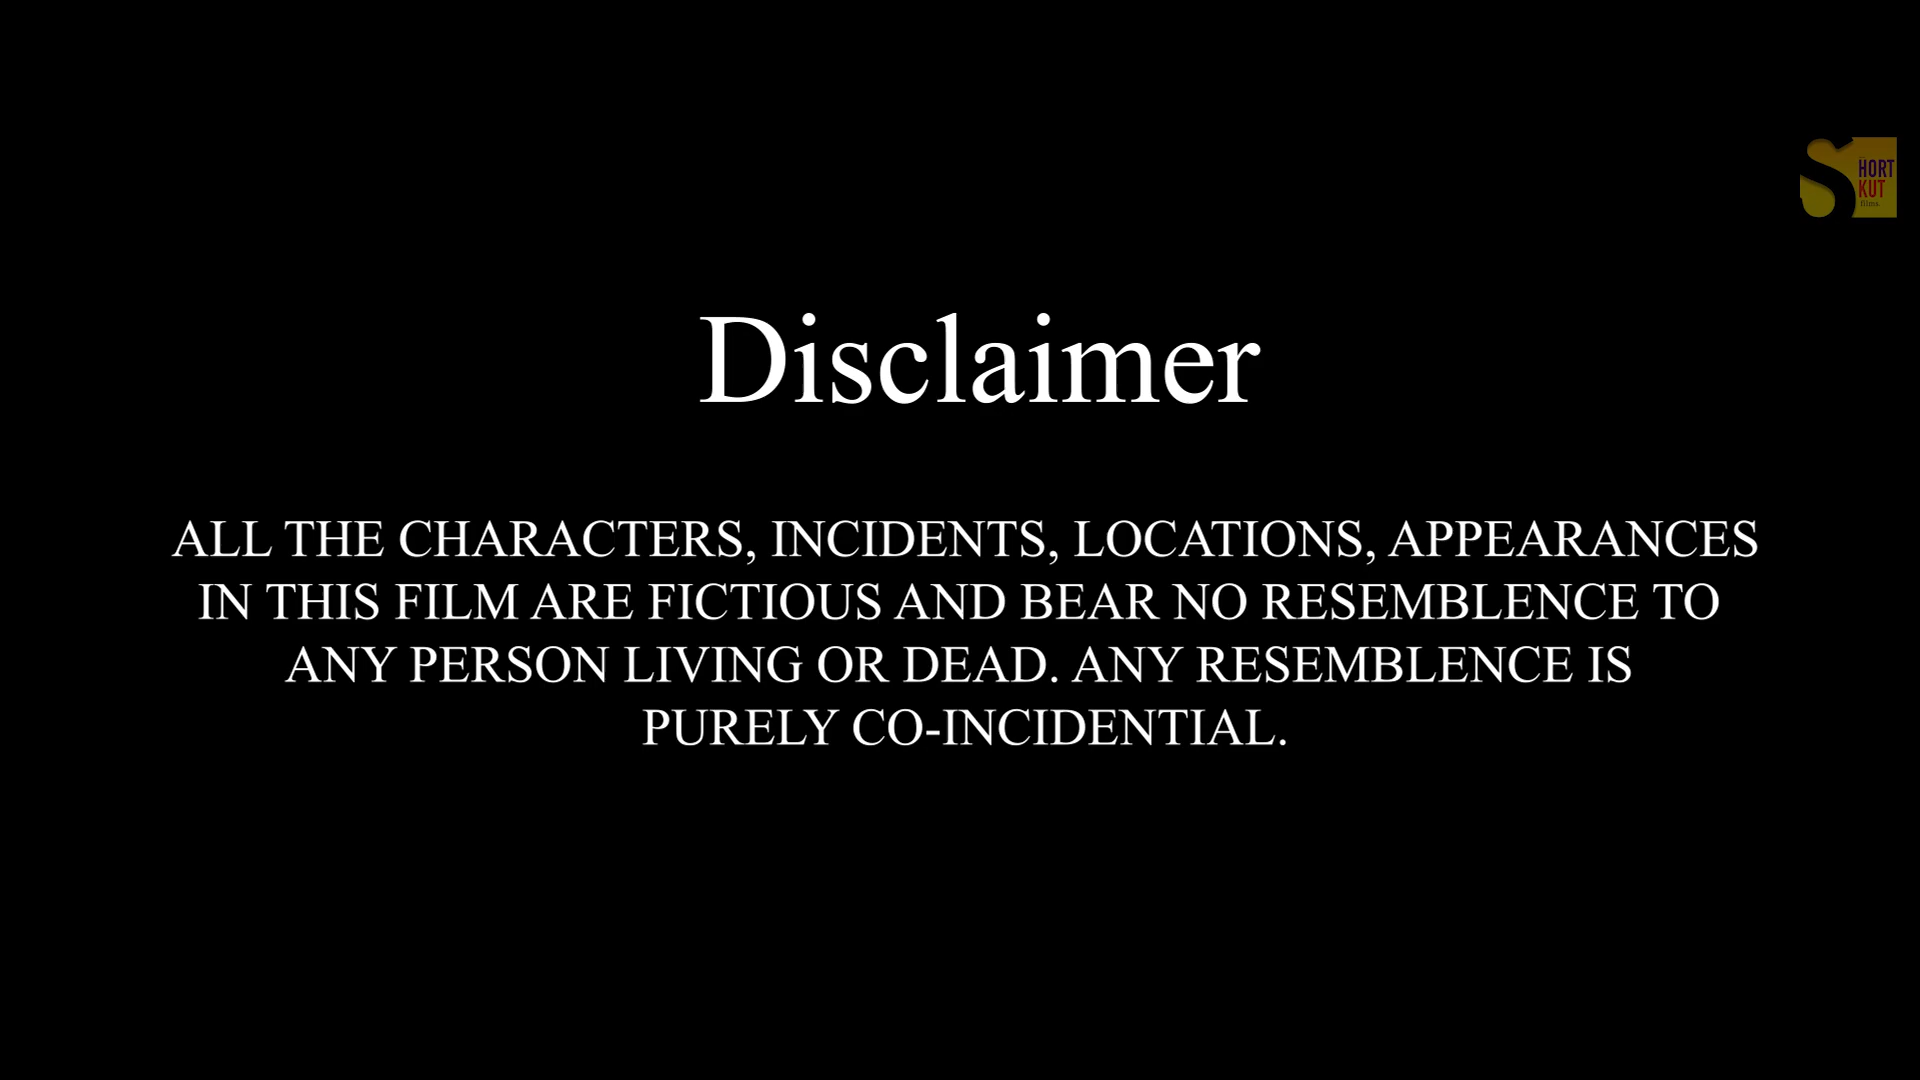 SHORT
KUT
films.
Disclaimer
ALL THE CHARACTERS, INCIDENTS, LOCATIONS, APPEARANCES
IN THIS FILM ARE FICTIOUS AND BEAR NO RESEMBLENCE TO
ANY PERSON LIVING OR DEAD. ANY RESEMBLENCE IS
PURELY CO-INCIDENTIAL.